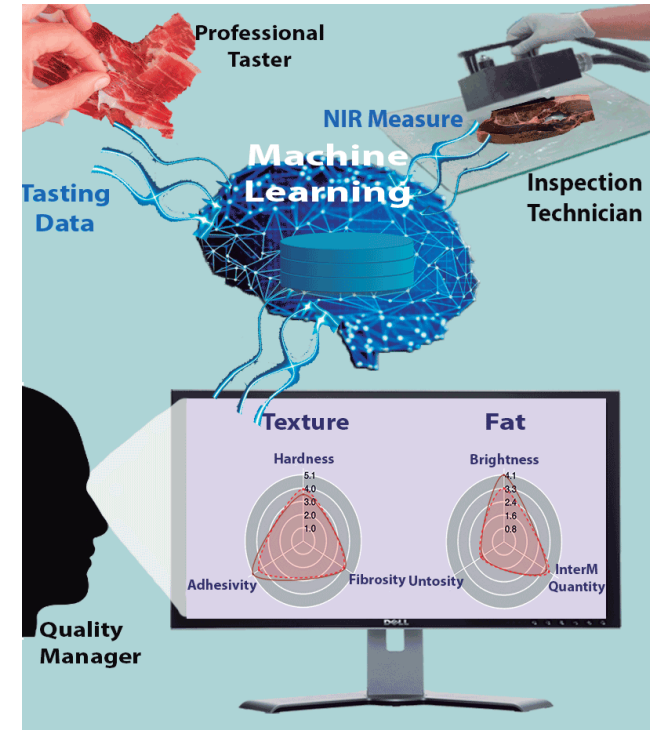 Professional
Taster
NIR Measure
Machine
Learning
Inspection
Technician
Tasting
Data
Texture
Fat
Hardness
5.1
4.0
3.0
2.0
1.0
Adhesivity
Fibrosity
Brightness
4.1
3.3
2.4
1.6
0.8
Untosity
InterM
Quantity
DELL
Quality
Manager